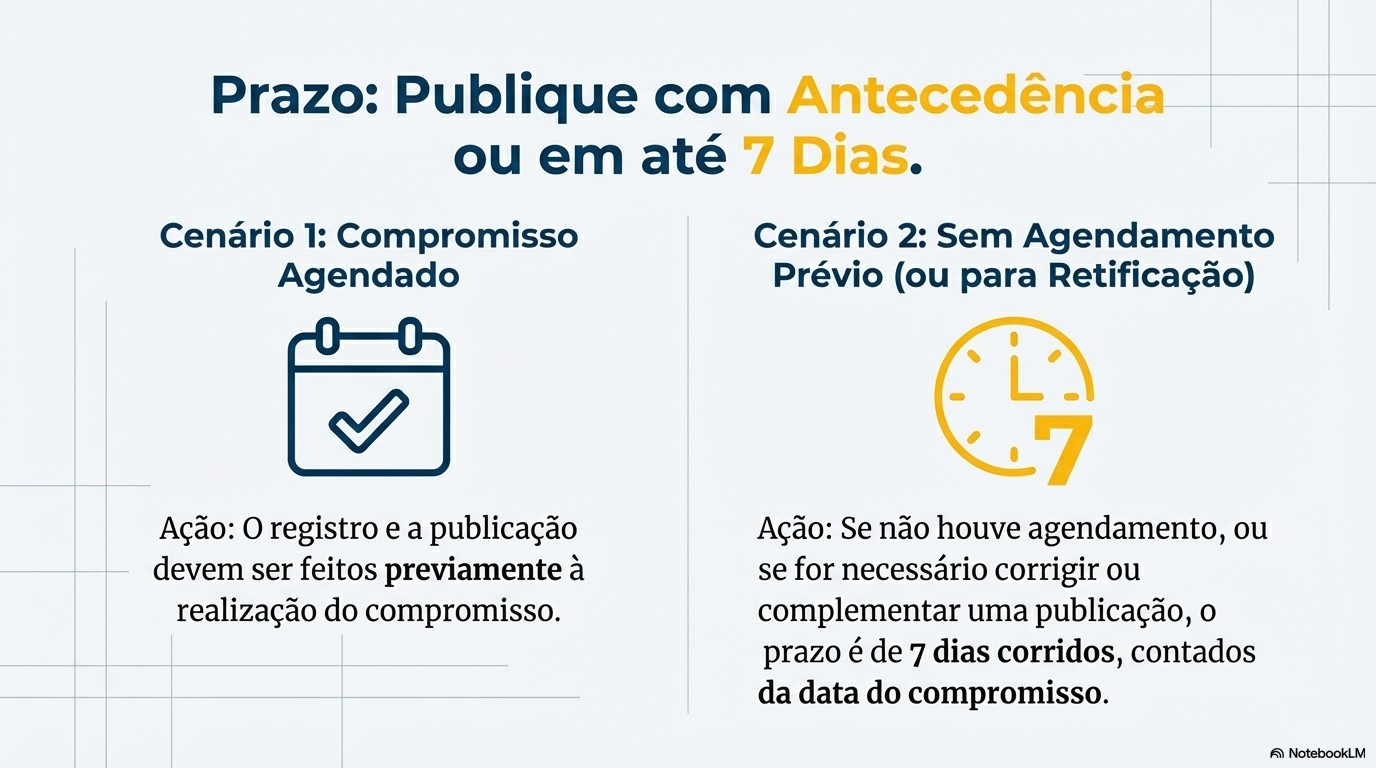 Prazo: Publique com Antecedência
ou em até 7 Dias.
Cenário 1: Compromisso
Agendado
Ação: O registro e a publicação
devem ser feitos previamente à
realização do compromisso.
Cenário 2: Sem Agendamento
Prévio (ou para Retificação)
7
Ação: Se não houve agendamento, ou
se for necessário corrigir ou
complementar uma publicação, o
prazo é de 7 dias corridos, contados
da data do compromisso.
NotebookLM